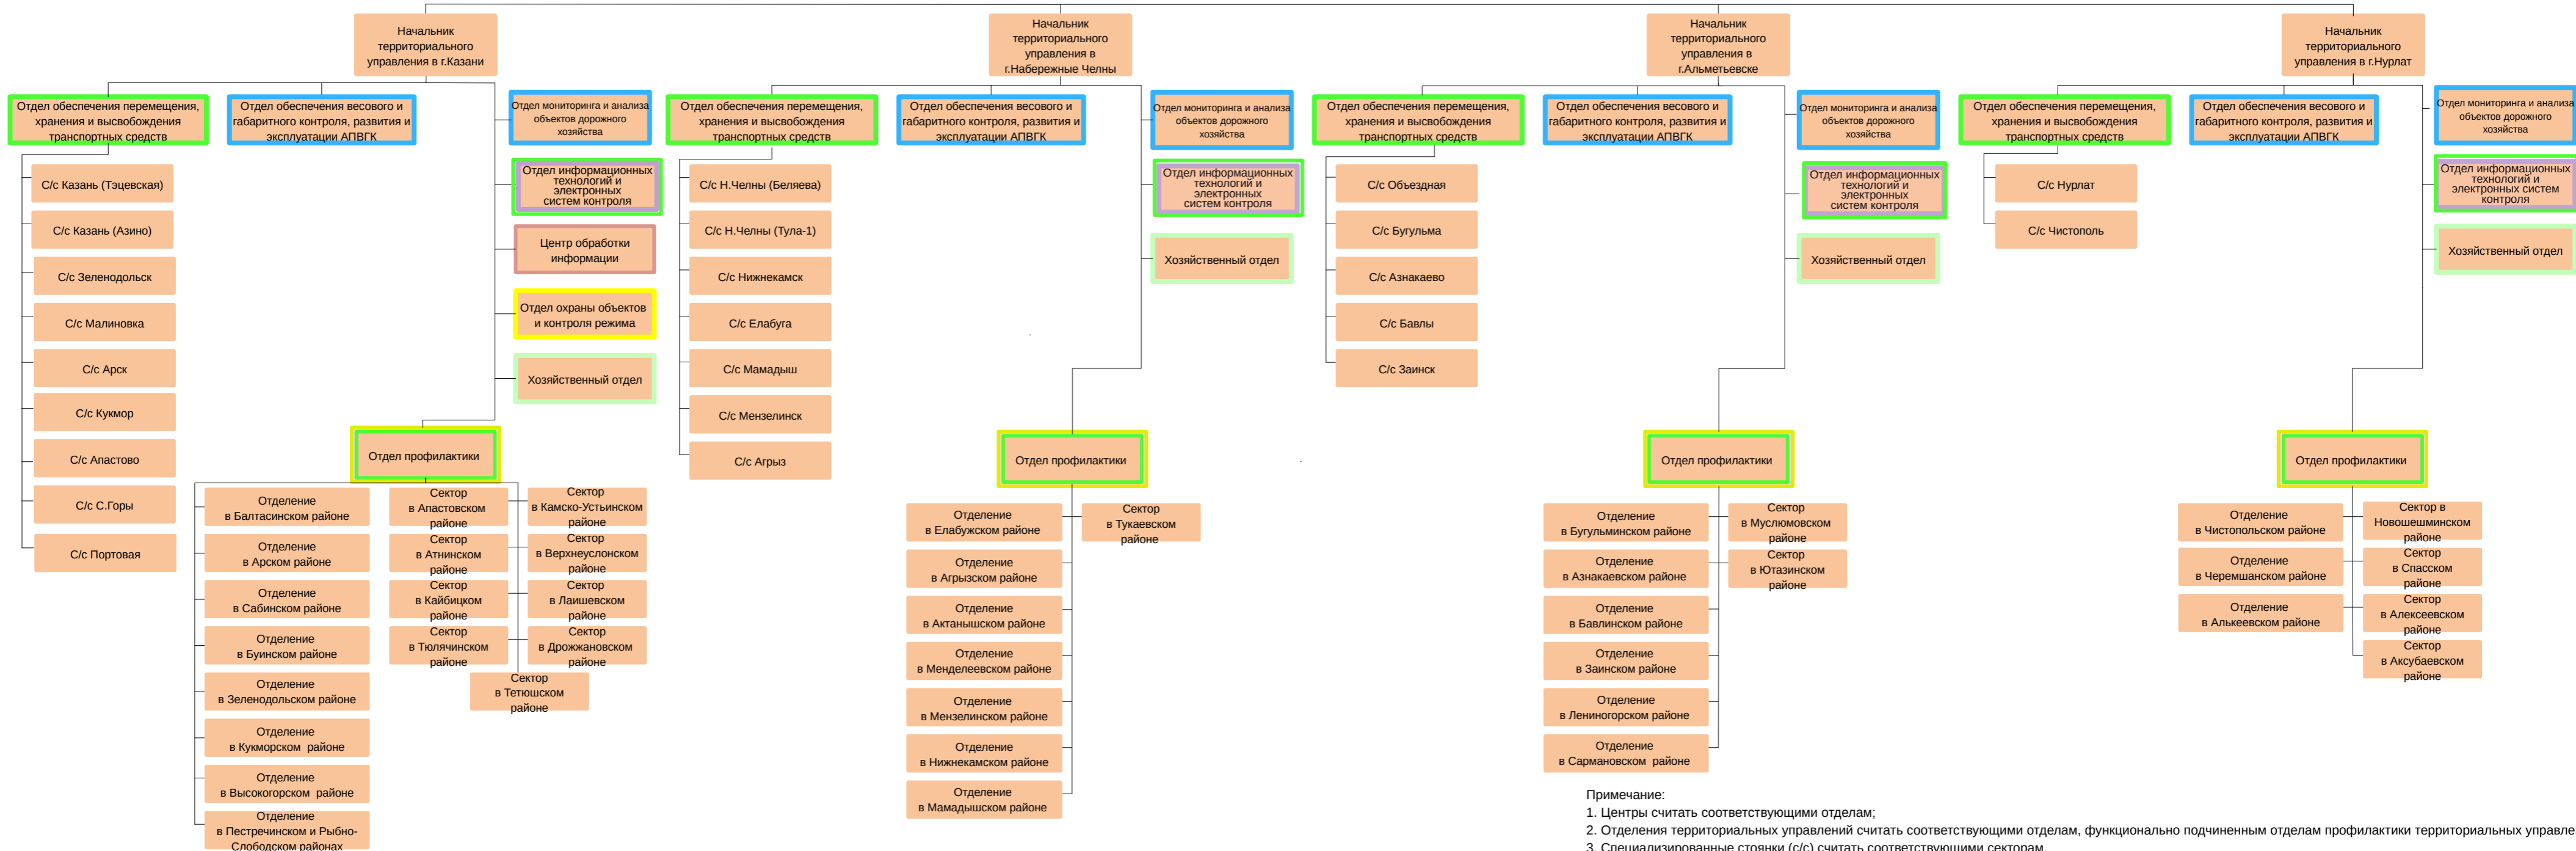 Начальник
территориального
управления в г.Казани
Отдел обеспечения перемещения,
хранения и высвобождения
транспортных средств
Отдел обеспечения весового и
габаритного контроля, развития и
эксплуатации АПВГК
Отдел мониторинга и анализа
объектов дорожного
хозяйства
Отдел информационных
технологий и
электронных
систем контроля
Центр обработки
информации
Отдел охраны объектов
и контроля режима
Хозяйственный отдел
С/с Казань (Тэцевская)
С/с Казань (Азино)
С/с Зеленодольск
С/с Малиновка
С/с Арск
С/с Кукмор
С/с Апастово
С/с С.Горы
С/с Портовая
Отдел профилактики
Отделение
в Балтасинском районе
Отделение
в Арском районе
Отделение
в Сабинском районе
Отделение
в Буинском районе
Отделение
в Зеленодольском районе
Отделение
в Кукморском  районе
Отделение
в Высокогорском  районе
Отделение
в Пестречинском и Рыбно-
Слободском районах
Сектор
в Апастовском
районе
Сектор
в Атнинском
районе
Сектор
в Кайбицком
районе
Сектор
в Тюлячинском
районе
Сектор
в Камско-Устьинском
районе
Сектор
в Верхнеуслонском
районе
Сектор
в Лаишевском
районе
Сектор
в Дрожжановском
районе
Сектор
в Тетюшском
районе
Начальник
территориального
управления в
г.Набережные Челны
Отдел обеспечения перемещения,
хранения и высвобождения
транспортных средств
Отдел обеспечения весового и
габаритного контроля, развития и
эксплуатации АПВГК
Отдел мониторинга и анализа
объектов дорожного
хозяйства
Отдел информационных
технологий и
электронных
систем контроля
Хозяйственный отдел
С/с Н.Челны (Беляева)
С/с Н.Челны (Тула-1)
С/с Нижнекамск
С/с Елабуга
С/с Мамадыш
С/с Мензелинск
С/с Агрыз
Отдел профилактики
Отделение
в Елабужском районе
Отделение
в Агрызском районе
Отделение
в Актанышском районе
Отделение
в Менделеевском районе
Отделение
в Мензелинском районе
Отделение
в Нижнекамском районе
Отделение
в Мамадышском районе
Сектор
в Тукаевском
районе
Начальник
территориального
управления в
г.Альметьевске
Отдел обеспечения перемещения,
хранения и высвобождения
транспортных средств
Отдел обеспечения весового и
габаритного контроля, развития и
эксплуатации АПВГК
Отдел мониторинга и анализа
объектов дорожного
хозяйства
Отдел информационных
технологий и
электронных
систем контроля
Хозяйственный отдел
С/с Объездная
С/с Бугульма
С/с Азнакаево
С/с Бавлы
С/с Заинск
Отдел профилактики
Отделение
в Бугульминском районе
Отделение
в Азнакаевском районе
Отделение
в Бавлинском районе
Отделение
в Заинском районе
Отделение
в Лениногорском районе
Отделение
в Сармановском  районе
Сектор
в Муслюмовском
районе
Сектор
в Ютазинском
районе
Начальник
территориального
управления в г.Нурлат
Отдел обеспечения перемещения,
хранения и высвобождения
транспортных средств
Отдел обеспечения весового и
габаритного контроля, развития и
эксплуатации АПВГК
Отдел мониторинга и анализа
объектов дорожного
хозяйства
Отдел информационных
технологий и
электронных систем
контроля
Хозяйственный отдел
С/с Нурлат
С/с Чистополь
Отдел профилактики
Отделение
в Чистопольском районе
Отделение
в Черемшанском районе
Отделение
в Алькеевском районе
Сектор в
Новошешминском
районе
Сектор
в Спасском
районе
Сектор
в Алексеевском
районе
Сектор
в Аксубаевском
районе
Примечание:
1. Центры считать соответствующими отделам;
2. Отделения территориальных управлений считать соответствующими отделам, функционально подчиненным отделам профилактики территориальных управле
3. Специализированные стоянки (с/с) считать соответствующими секторам.